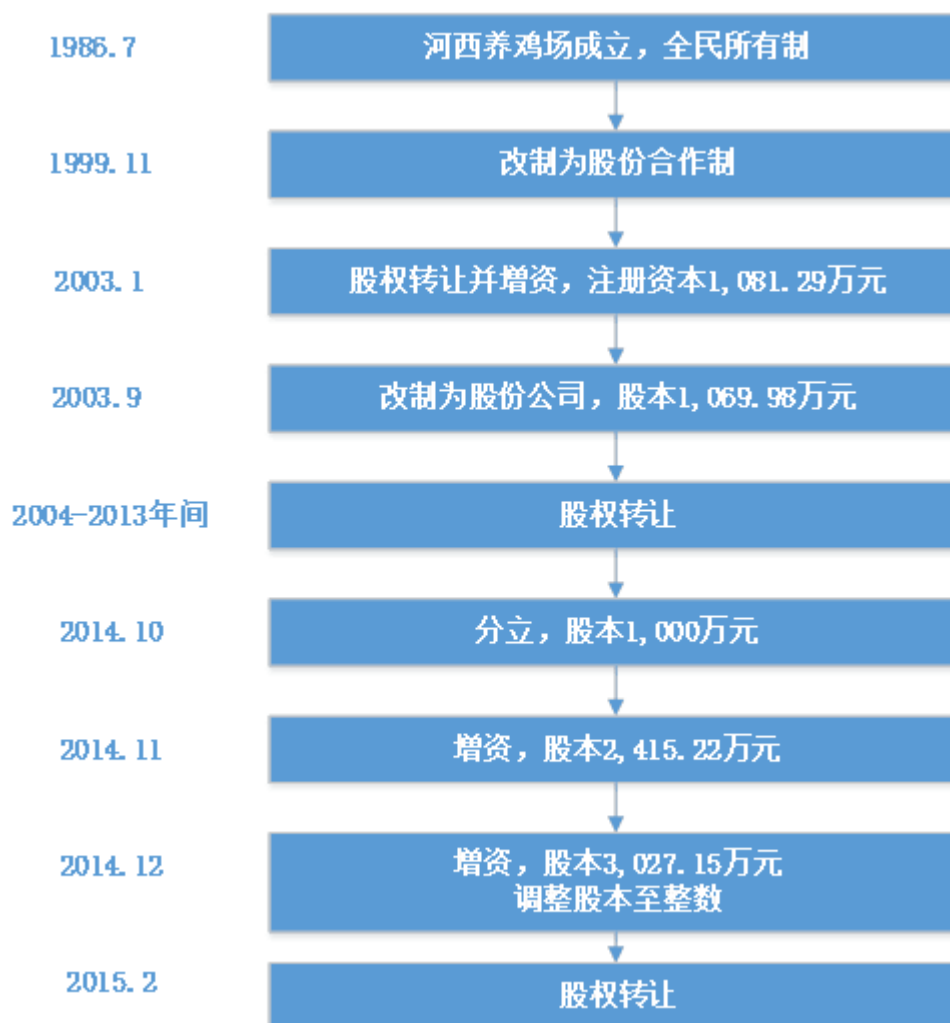 1986.7
河西养鸡场成立，全民所有制
1999.11
改制为股份合作制
2003.1
股权转让并增资，注册资本1,081.29万元
2003.9
改制为股份公司，股本1,069.98万元
2004-2013年间
股权转让
2014.10
分立，股本1,000万元
2014.11
增资，股本2,415.22万元
2014.12
增资，股本3,027.15万元
调整股本至整数
2015.2
股权转让